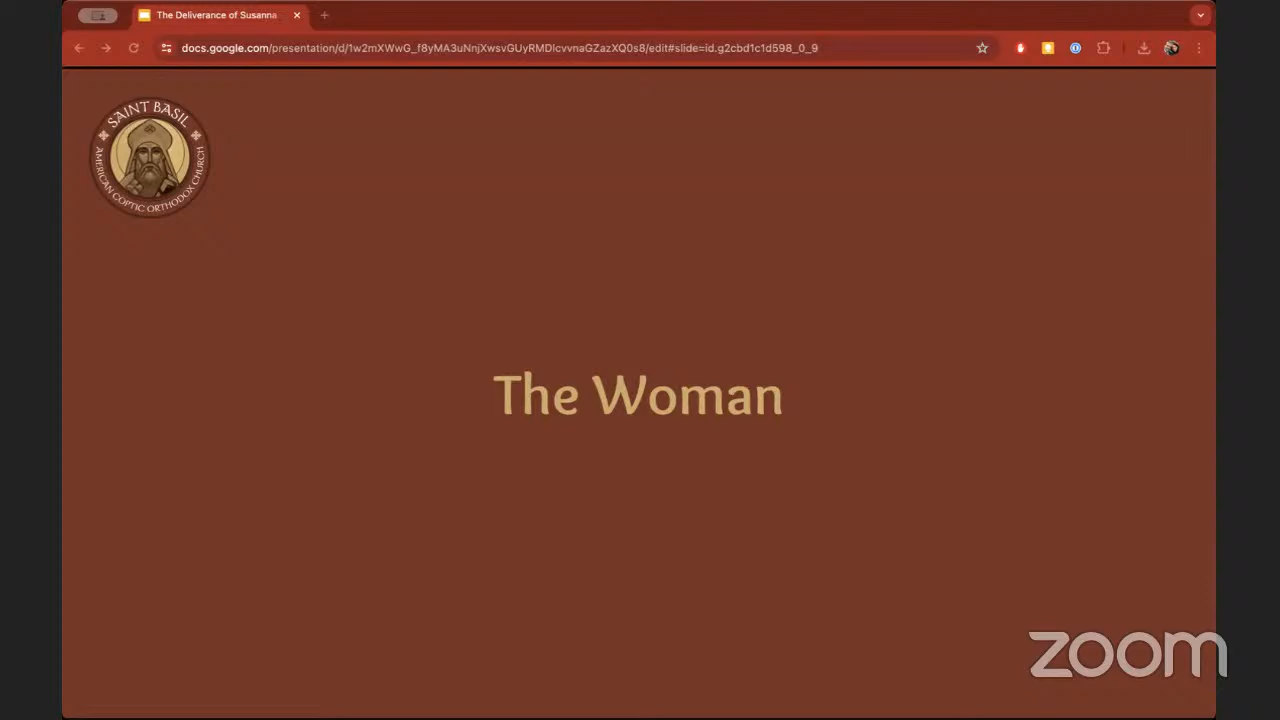 The Deliverance of Susanna
docs.google.com/presentation/d/1w2mXWwG_f8yMA3uNnjXwsvGUyRMDlcvvnaGZazXQ0s8/edit#slide=id.g2cbd1c1d598_0_9
SAINT BASIL
AMERICAN COPTIC ORTHODOX CHURCH
The Woman
zoom